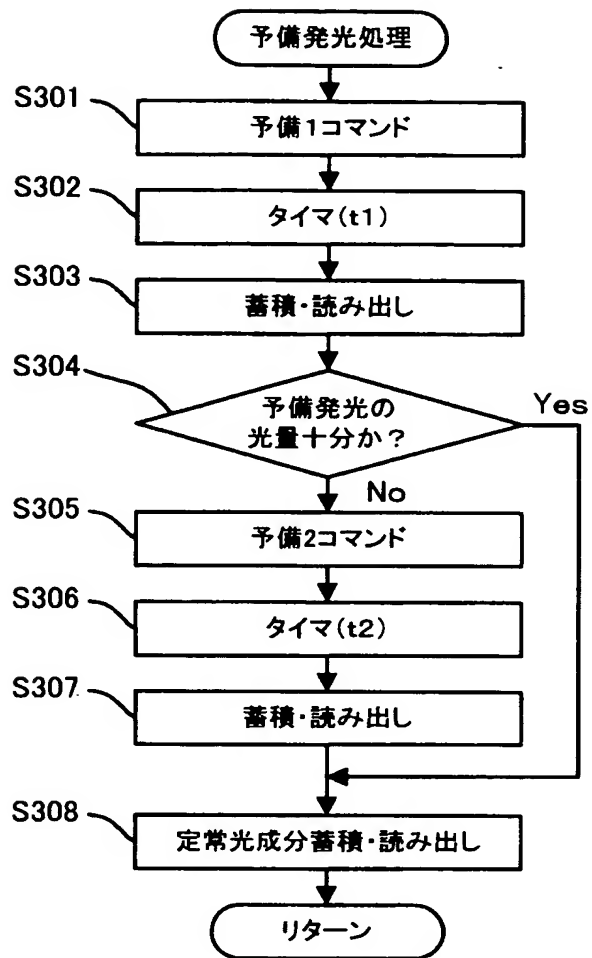 予備発光処理
S301
予備1コマンド
S302
タイマ(t1)
S303
蓄積・読み出し
S304
予備発光の
光量十分か？
Yes
No
S305
予備2コマンド
S306
タイマ(t2)
S307
蓄積・読み出し
S308
定常光成分蓄積・読み出し
リターン